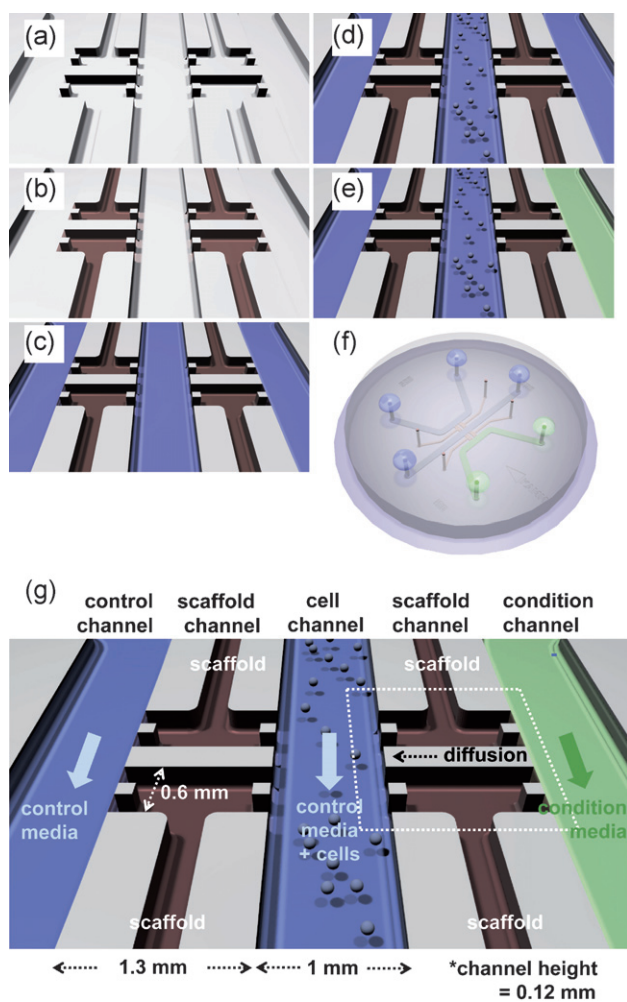 (a)
(d)
(b)
(e)
(c)
(f)
(g)
control channel
scaffold channel
cell channel
scaffold channel
condition channel
scaffold
scaffold
diffusion
0.6 mm
control media
control media + cells
condition media
scaffold
scaffold
1.3 mm
1 mm
*channel height = 0.12 mm